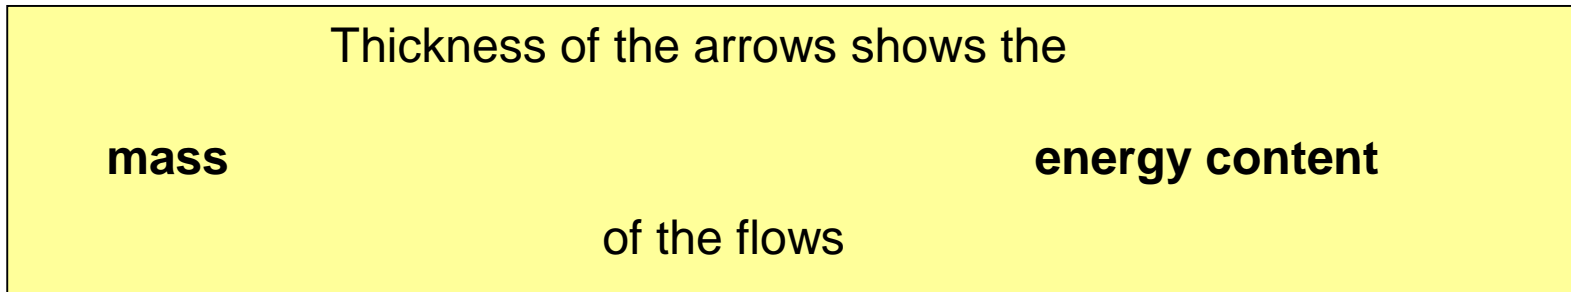 Thickness of the arrows shows the
mass energy content
of the flows